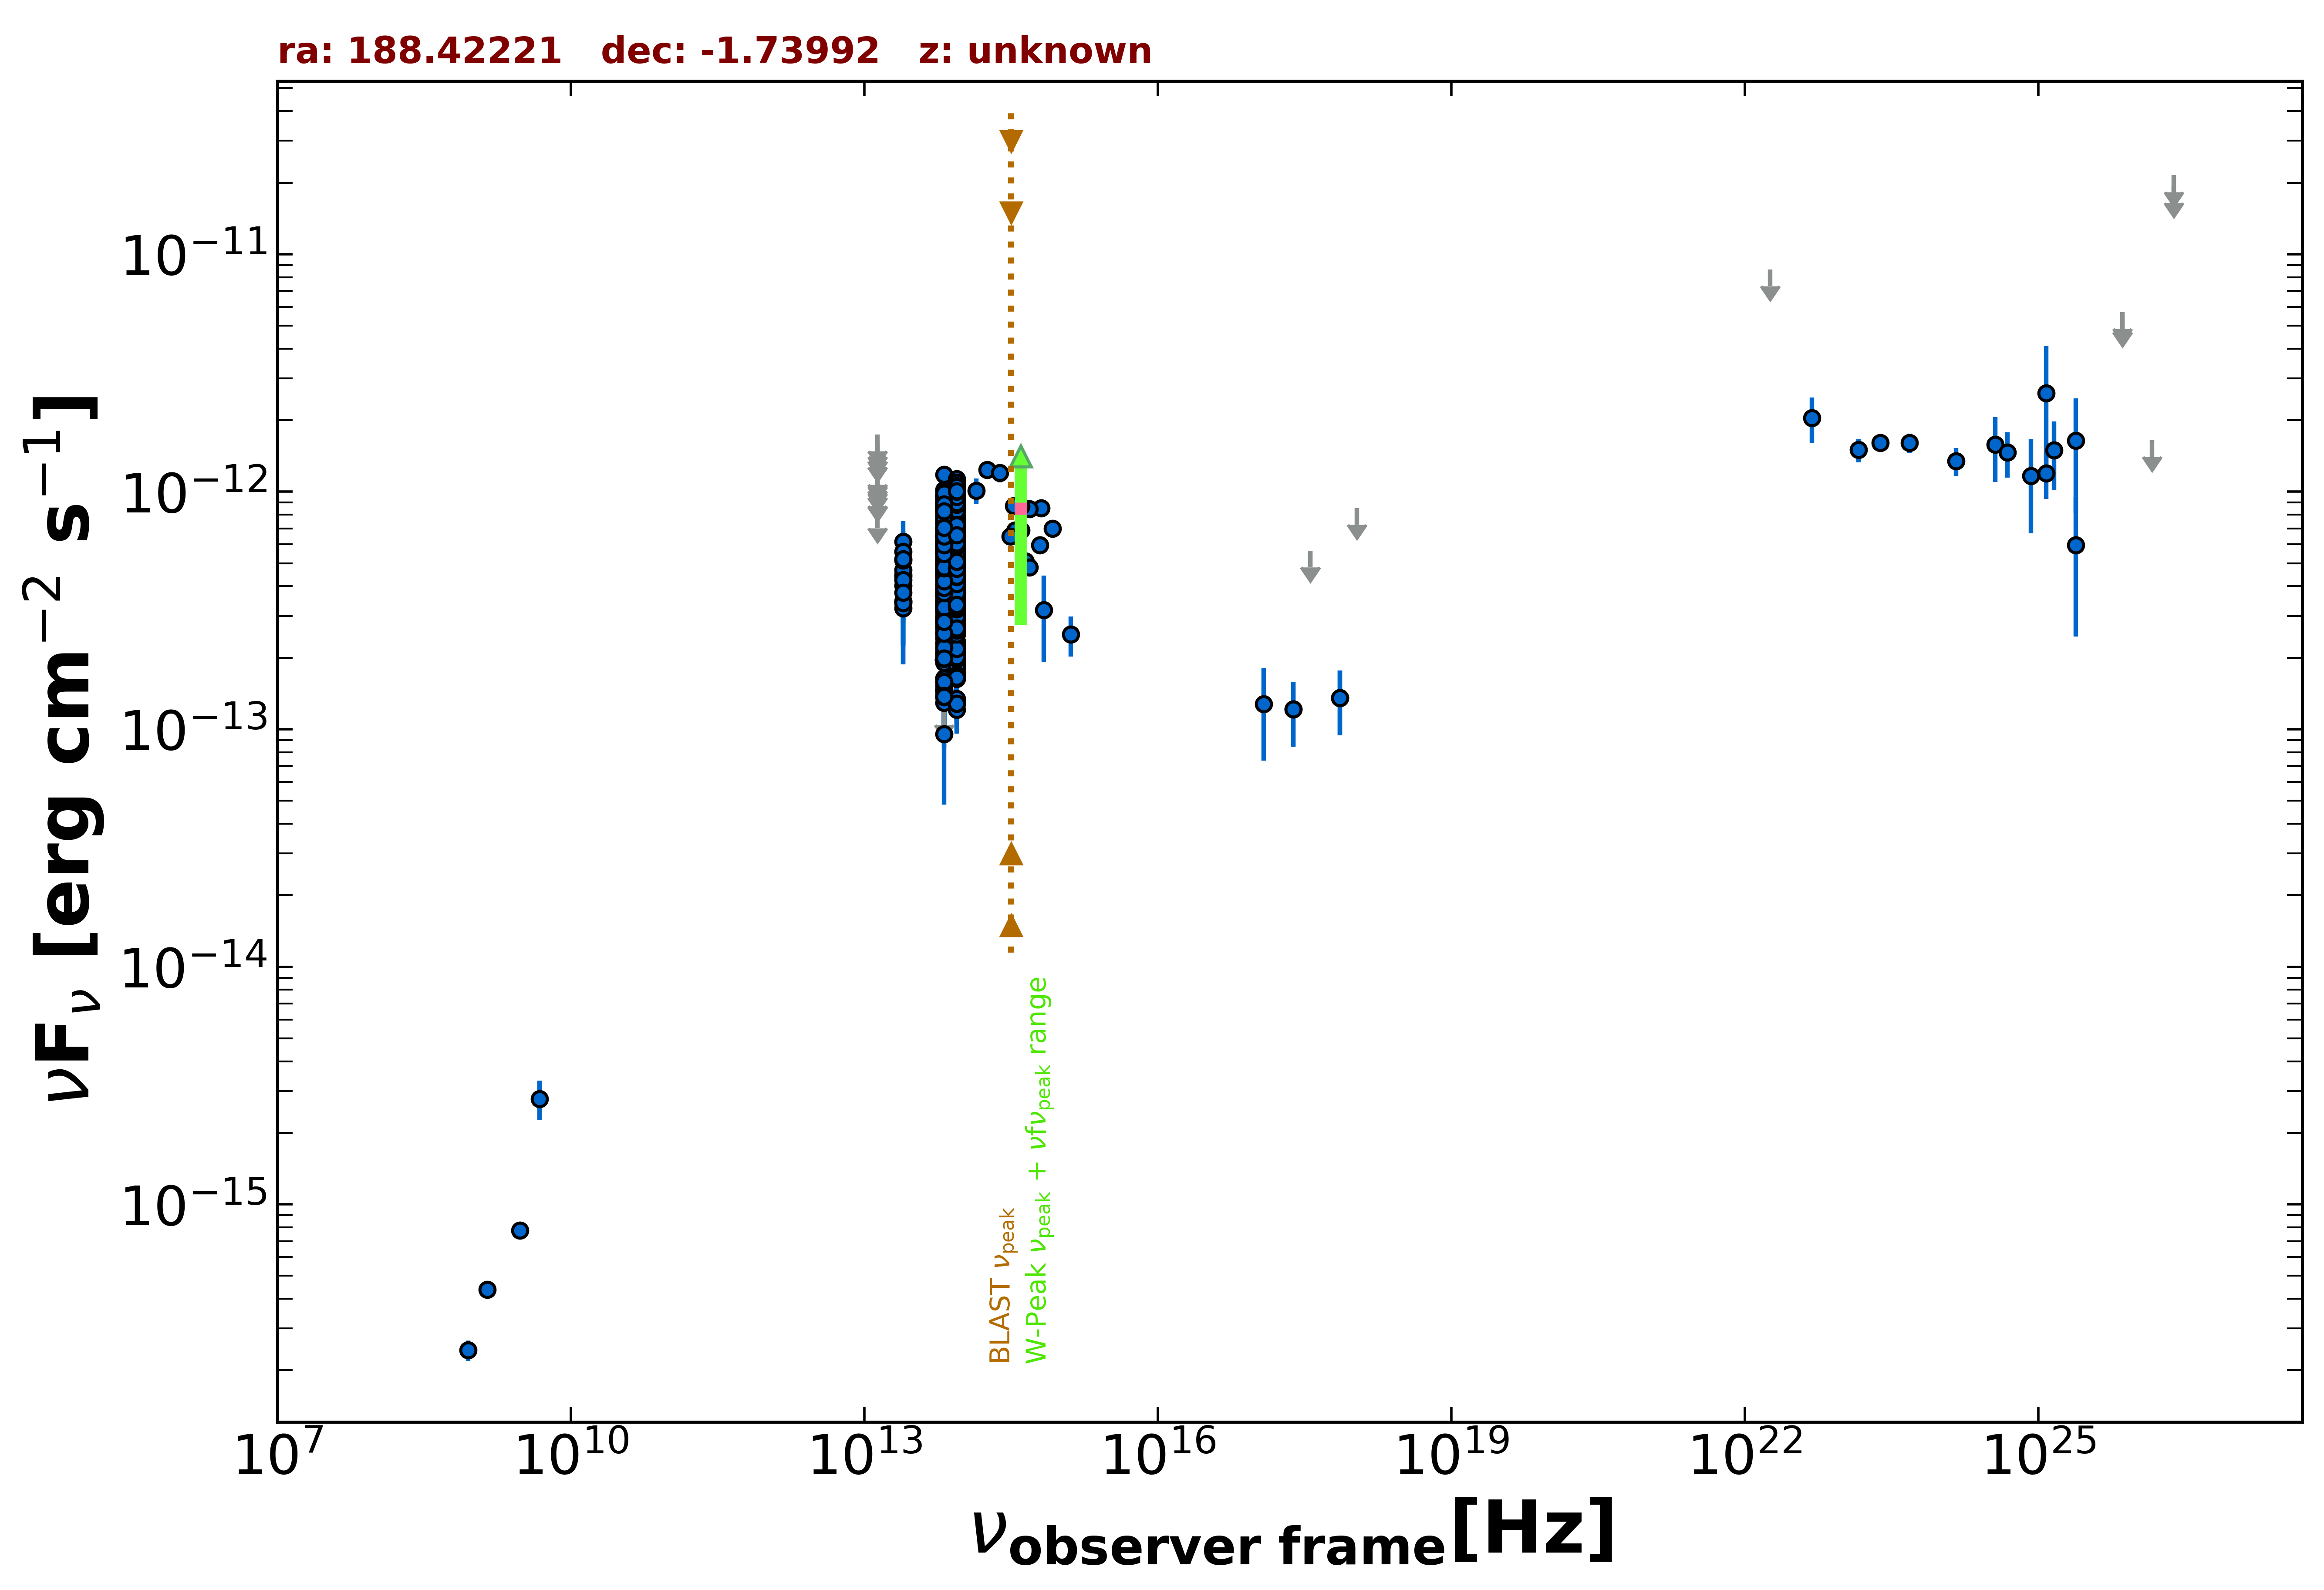 ra: 188.42221   dec: -1.73992   z: unknown
νFν [erg cm−2 s−1]
10−11
10−12
10−13
10−14
10−15
BLAST νpeak
W-Peak νpeak + νfνpeak range
107 1010 1013 1016 1019 1022 1025
νobserver frame[Hz]